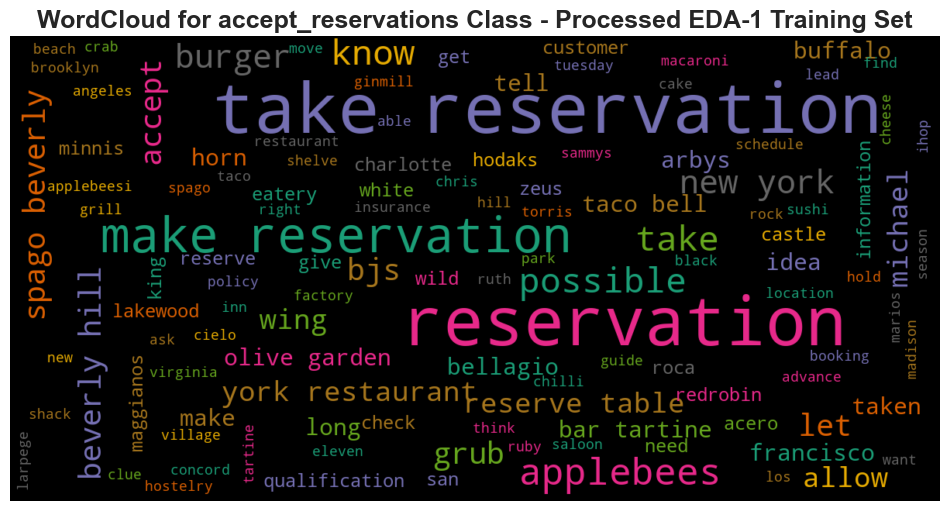 WordCloud for accept_reservations Class - Processed EDA-1 Training Set
beach
crab
burger
move
know
get
customer
buffalo
brooklyn
tuesday
macaroni
lead
find
angeles
accept
ginmill
tell
cake
take reservation
able
cheese
ihop
spago beverly
minnis
restaurant
schedule
horn
shelve
charlotte
hodaks
sammys
arbys
taco
new york
applebeesi
spago
eatery
white
chris
zeus
information
michael
season
grill
right
insurance
hill
torris
taco bell
rock
sushi
make reservation
take
castle
king
reserve
give
bjs
park
black
idea
policy
wild
ruth
possible
hold
beverly hill
inn
factory
location
marios
lakewood
wing
reservation
ask
cielo
new
olive garden
bellagio
guide
roca
booking
madison
virginia
chilli
advance
maggianos
york restaurant
redrobin
shack
make
check
reserve table
taken
village
long
think
bar tartine
acero
let
larpege
tartine
eleven
ruby
saloon
need
clue
concord
grub
francisco
want
hostelry
qualification
san
applebees
los
allow